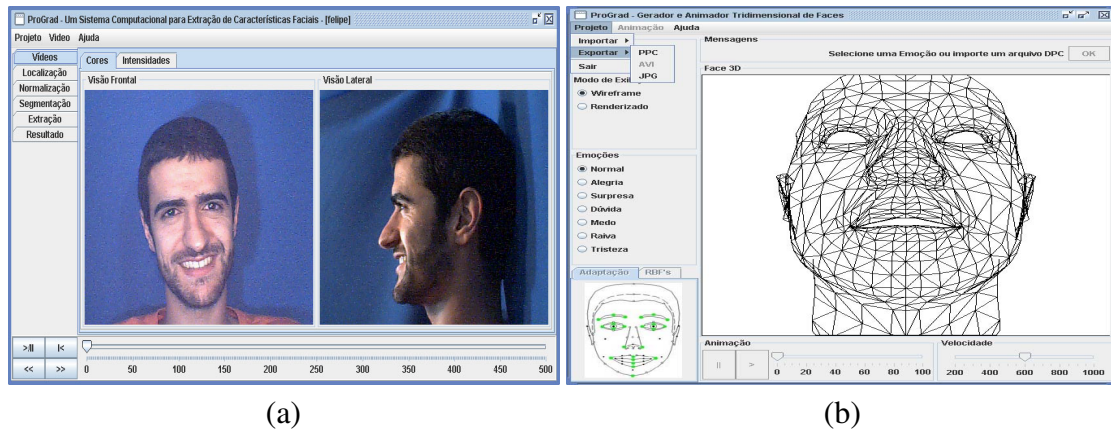 ProGrad - Um Sistema Computacional para Extração de Características Faciais - [felipe]
Projeto Video Ajuda
Vídeos
Localização
Normalização
Segmentação
Extração
Resultado
Cores Intensidades
Visão Frontal Visão Lateral
>/|| |<
<< >>
0 50 100 150 200 250 300 350 400 450 500
(a)
ProGrad - Gerador e Animador Tridimensional de Faces
Projeto Animação Ajuda
Importar
Exportar
Sair
PPC
AVI
JPG
Mensagens
Selecione uma Emoção ou importe um arquivo DPC OK
Modo de
Wireframe
Renderizado
Face 3D
Emoções
Normal
Alegria
Surpresa
Dúvida
Medo
Raiva
Tristeza
Adaptação RBF's
Animação
|| >
0 20 40 60 80 100
Velocidade
200 400 600 800 1000
(b)